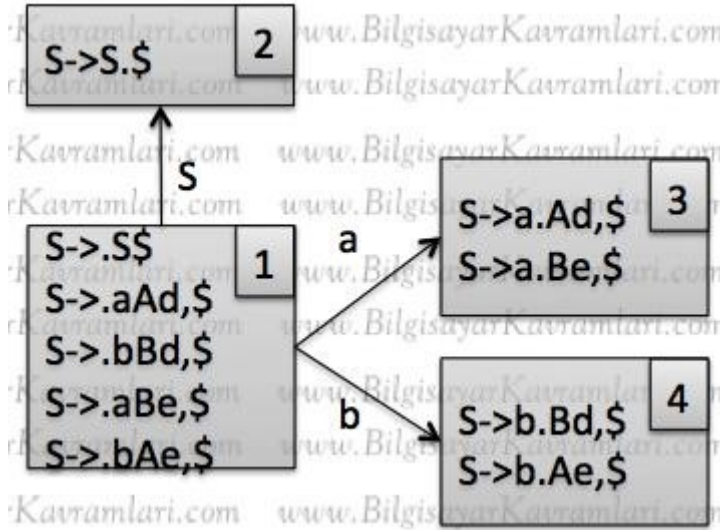 S->S.$
2
S
S->.S$
S->.aAd,$
S->.bBd,$
S->.aBe,$
S->.bAe,$
1
a
b
S->a.Ad,$
S->a.Be,$
3
S->b.Bd,$
S->b.Ae,$
4
www.BilgisayarKavramlari.com